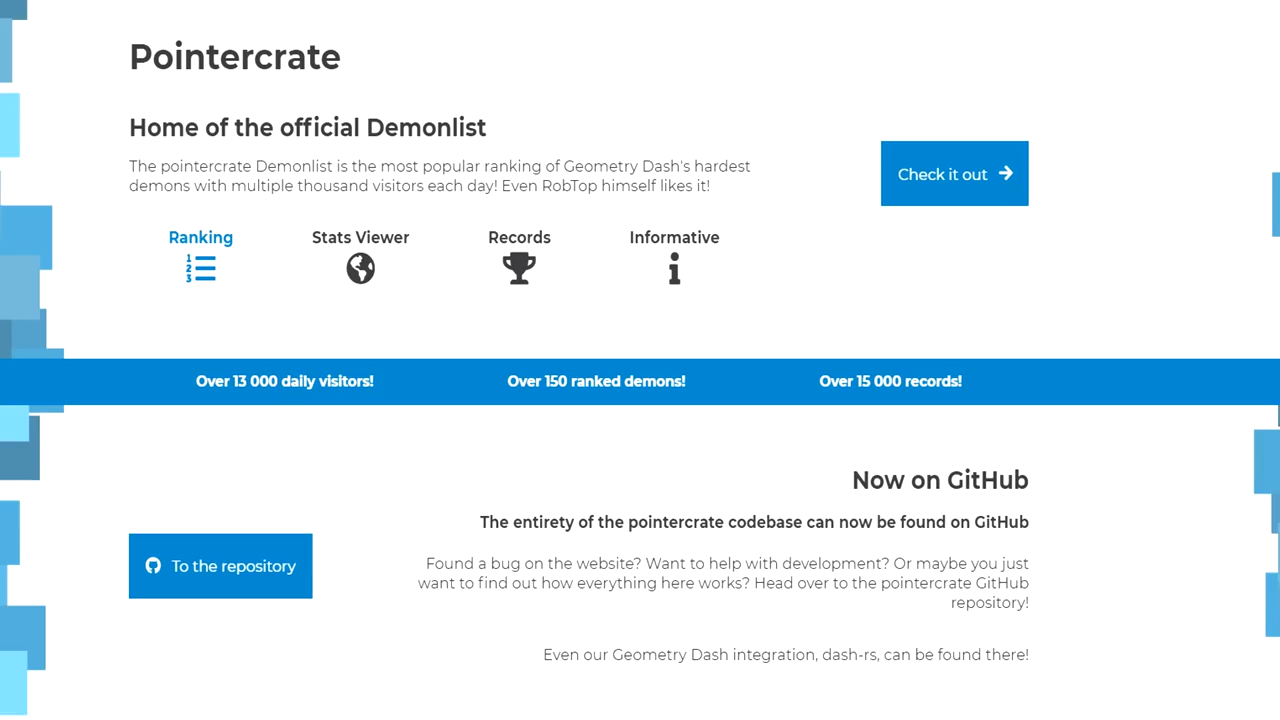 Pointercrate
Home of the official Demonlist
The pointercrate Demonlist is the most popular ranking of Geometry Dash's hardest
demons with multiple thousand visitors each day! Even RobTop himself likes it!
Check it out
Ranking
Stats Viewer
Records
Informative
1
2
3
Over 13 000 daily visitors!
Over 150 ranked demons!
Over 15 000 records!
Now on GitHub
The entirety of the pointercrate codebase can now be found on GitHub
To the repository
Found a bug on the website? Want to help with development? Or maybe you just
want to find out how everything here works? Head over to the pointercrate GitHub
repository!
Even our Geometry Dash integration, dash-rs, can be found there!